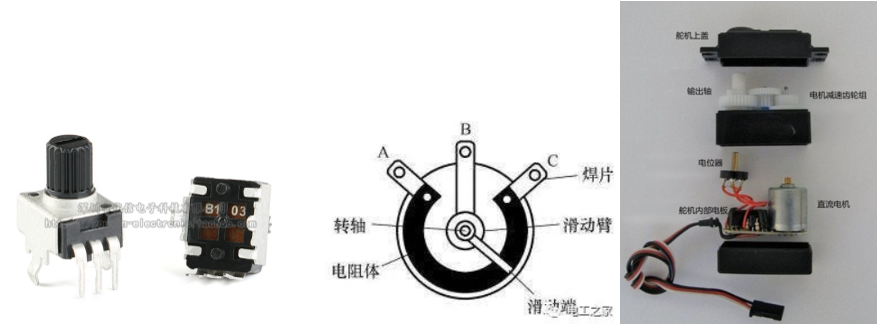 B1 03
A
B
C
焊片
转轴
滑动臂
电阻体
滑动端
电工之家
舵机上盖
输出轴
电机减速齿轮组
电位器
直流电机
舵机内部电板